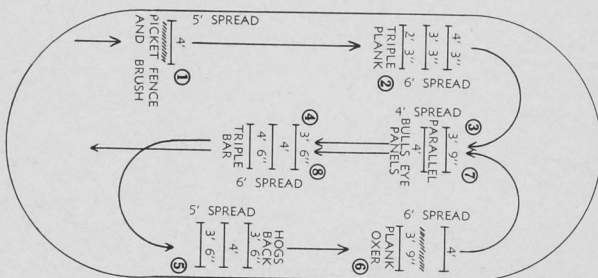 5' SPREAD
4'
①
PICKET FENCE
AND BRUSH
4' 3"
3' 3"
2' 3"
TRIPLE
PLANK
②
6' SPREAD
4' SPREAD
③
PARALLEL
3' 9"
4'
BULLS EYE
PANELS
⑦
④
3' 6"
4'
4' 6"
TRIPLE
BAR
⑧
6' SPREAD
5' SPREAD
HOGS
BACK
3' 6"
4'
3' 6"
⑤
6' SPREAD
4'
3' 9"
PLANK
OXER
⑥